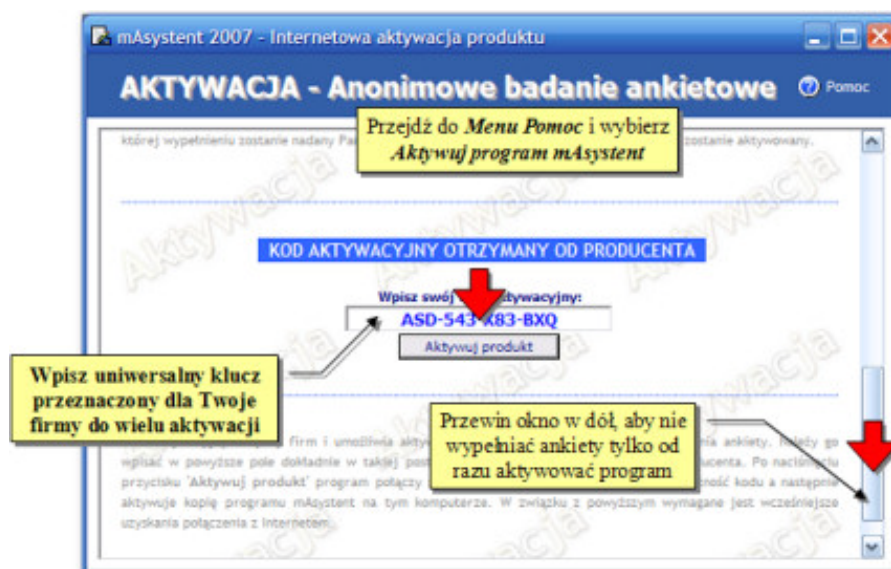 mAsystent 2007 - Internetowa aktywacja produktu
AKTYWACJA - Anonimowe badanie ankietowe
Pomoc
Przejdź do Menu Pomoc i wybierz
Aktywuj program mAsystent
której wypełnieniu zostanie nadany zostanie aktywowany.
KOD AKTYWACYJNY OTRZYMANY OD PRODUCENTA
Wpisz swój aktywacyjny:
ASD-543-X83-BXQ
Aktywuj produkt
Wpisz uniwersalny klucz
przeznaczony dla Twoje
firmy do wielu aktywacji
Przewin okno w dół, aby nie
wypełniać ankiety tylko od
razu aktywować program
firm i umożliwia ankiety. Należy go
wpisać w powyższe pole dokładnie w takiej Po naciśnięciu
przycisku 'Aktywuj produkt' program połączy kodu a następnie
aktywuje kopię programu mAsystent na tym komputerze. W związku z powyższym wymagane jest wcześniejsze
uzyskania połączenia z Internetem.
Aktywacja
Aktywacja
Aktywacja